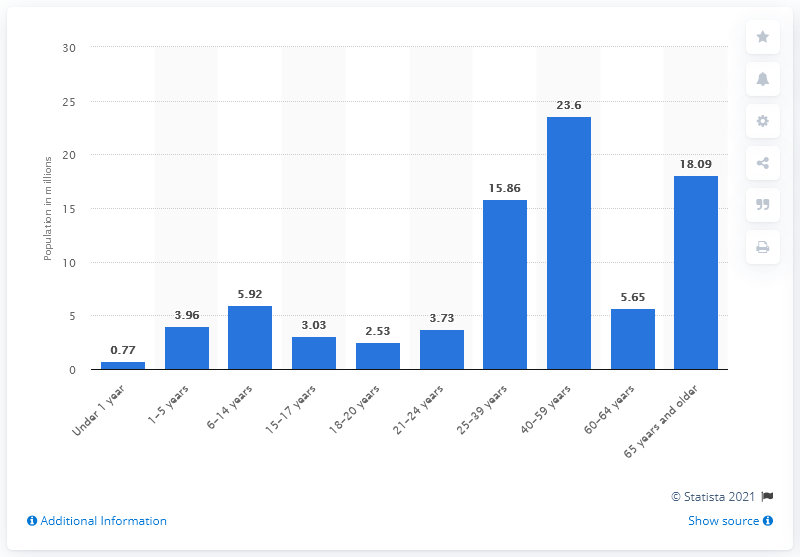 30
25
20
15
10
5
0
Population in millions
0.77
3.96
5.92
3.03
2.53
3.73
15.86
23.6
5.65
18.09
Under 1 year
1-5 years
6-14 years
15-17 years
18-20 years
21-24 years
25-39 years
40-59 years
60-64 years
65 years and older
© Statista 2021
Additional Information
Show source